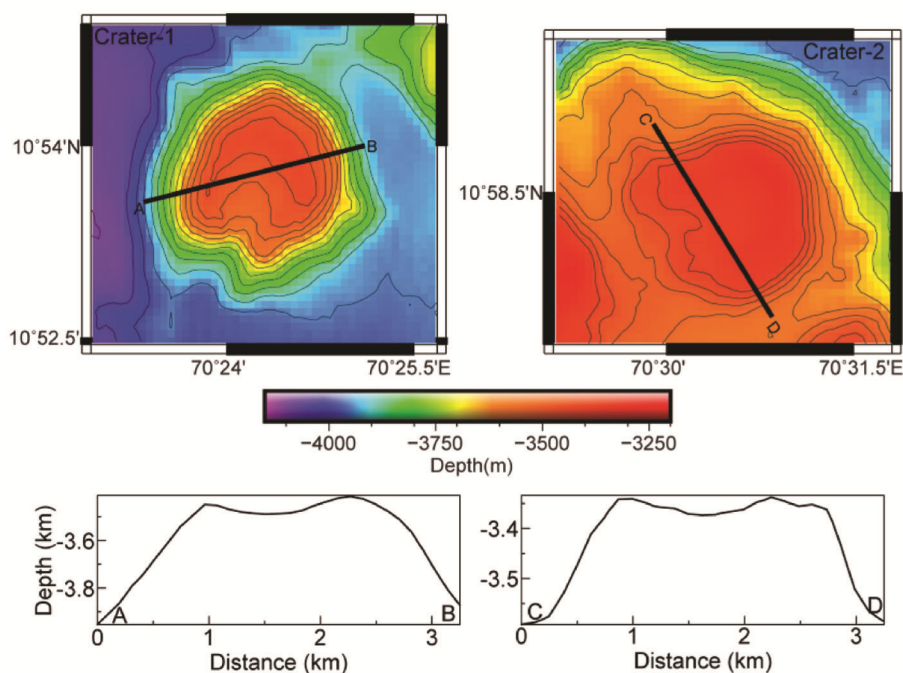 Crater-1
Crater-2
10°54'N
A
B
10°52.5'
70°24'
70°25.5'E
10°58.5'N
C
D
70°30'
70°31.5'E
−4000
−3750
−3500
−3250
Depth(m)
Depth (km)
-3.6
-3.8
A
B
0
1
2
3
Distance (km)
-3.4
-3.5
C
D
0
1
2
3
Distance (km)